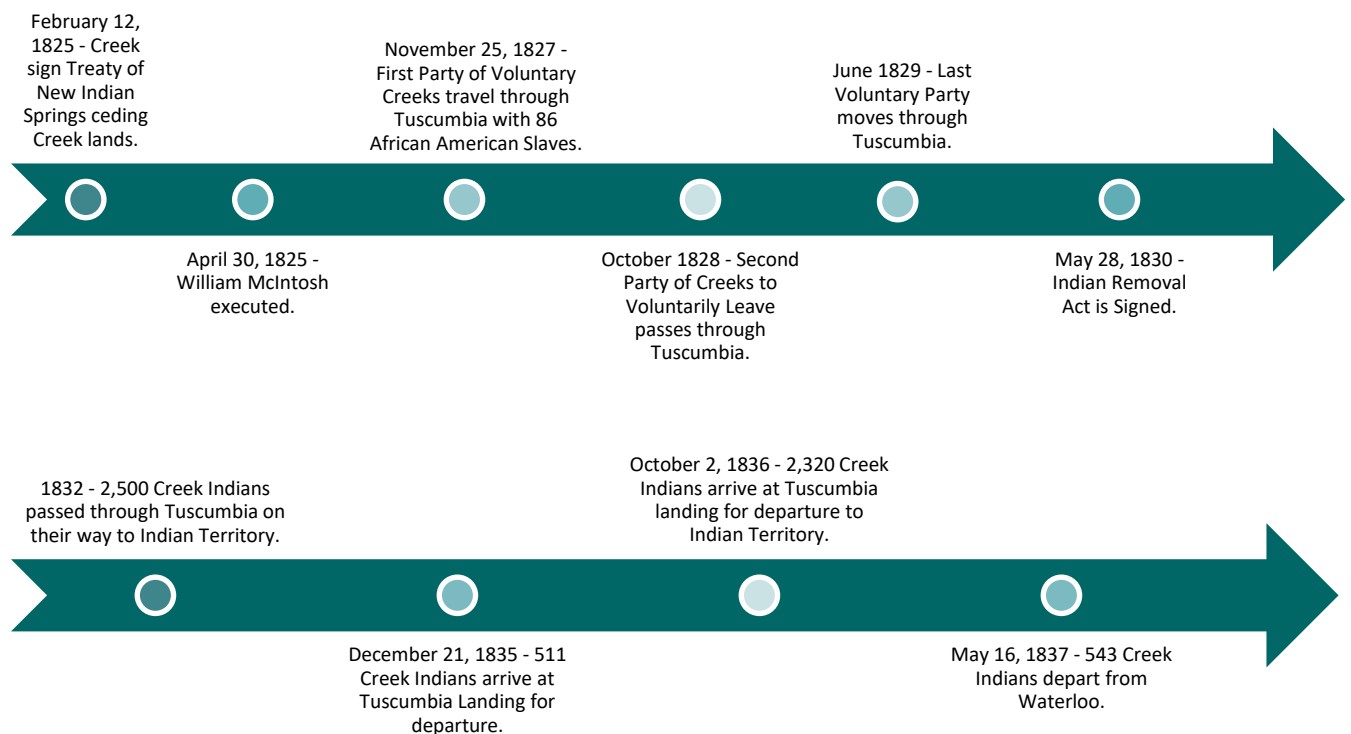 February 12,
1825 - Creek
sign Treaty of
New Indian
Springs ceding
Creek lands.
April 30, 1825 -
William McIntosh
executed.
November 25, 1827 -
First Party of Voluntary
Creeks travel through
Tuscumbia with 86
African American Slaves.
October 1828 - Second
Party of Creeks to
Voluntarily Leave
passes through
Tuscumbia.
June 1829 - Last
Voluntary Party
moves through
Tuscumbia.
May 28, 1830 -
Indian Removal
Act is Signed.
1832 - 2,500 Creek Indians
passed through Tuscumbia on
their way to Indian Territory.
December 21, 1835 - 511
Creek Indians arrive at
Tuscumbia Landing for
departure.
October 2, 1836 - 2,320 Creek
Indians arrive at Tuscumbia
landing for departure to
Indian Territory.
May 16, 1837 - 543 Creek
Indians depart from
Waterloo.